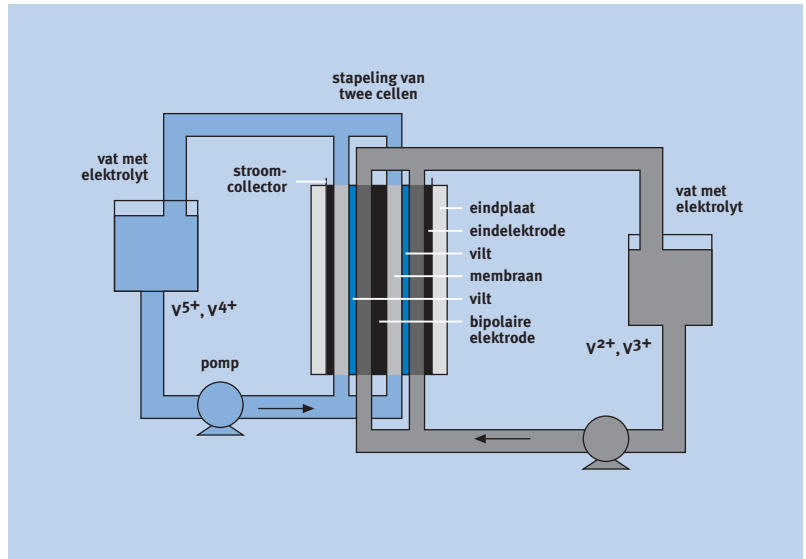 stapeling van
twee cellen
vat met
elektrolyt
stroom-
collector
vat met
elektrolyt
eindplaat
eindelektrode
vilt
membraan
vilt
bipolaire
elektrode
V5+, V4+
V2+, V3+
pomp